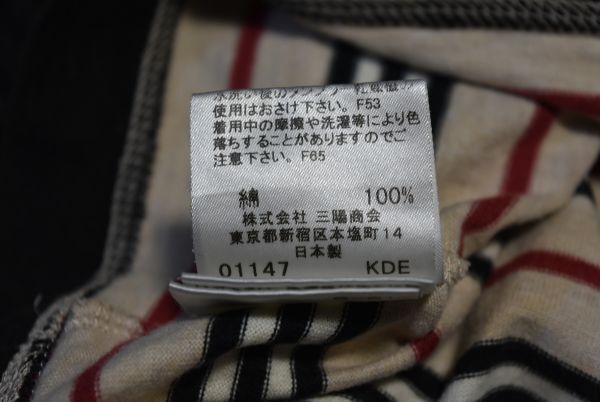 使用はおさけ下さい。F53
着用中の摩擦や洗濯等により色
落ちすることがありますのでご
注意下さい。F65
綿 100%
株式会社 三陽商会
東京都新宿区本塩町14
日本製
01147 KDE